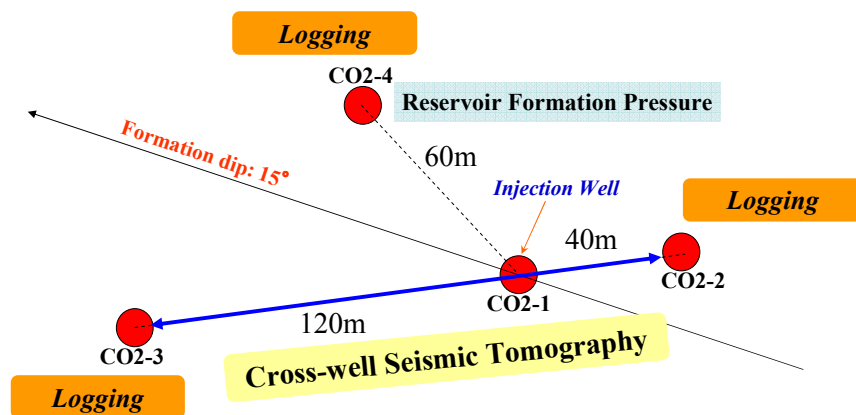 Logging
CO2-4
Reservoir Formation Pressure
Formation dip: 15°
60m
Injection Well
Logging
40m
CO2-2
CO2-1
120m
CO2-3
Cross-well Seismic Tomography
Logging